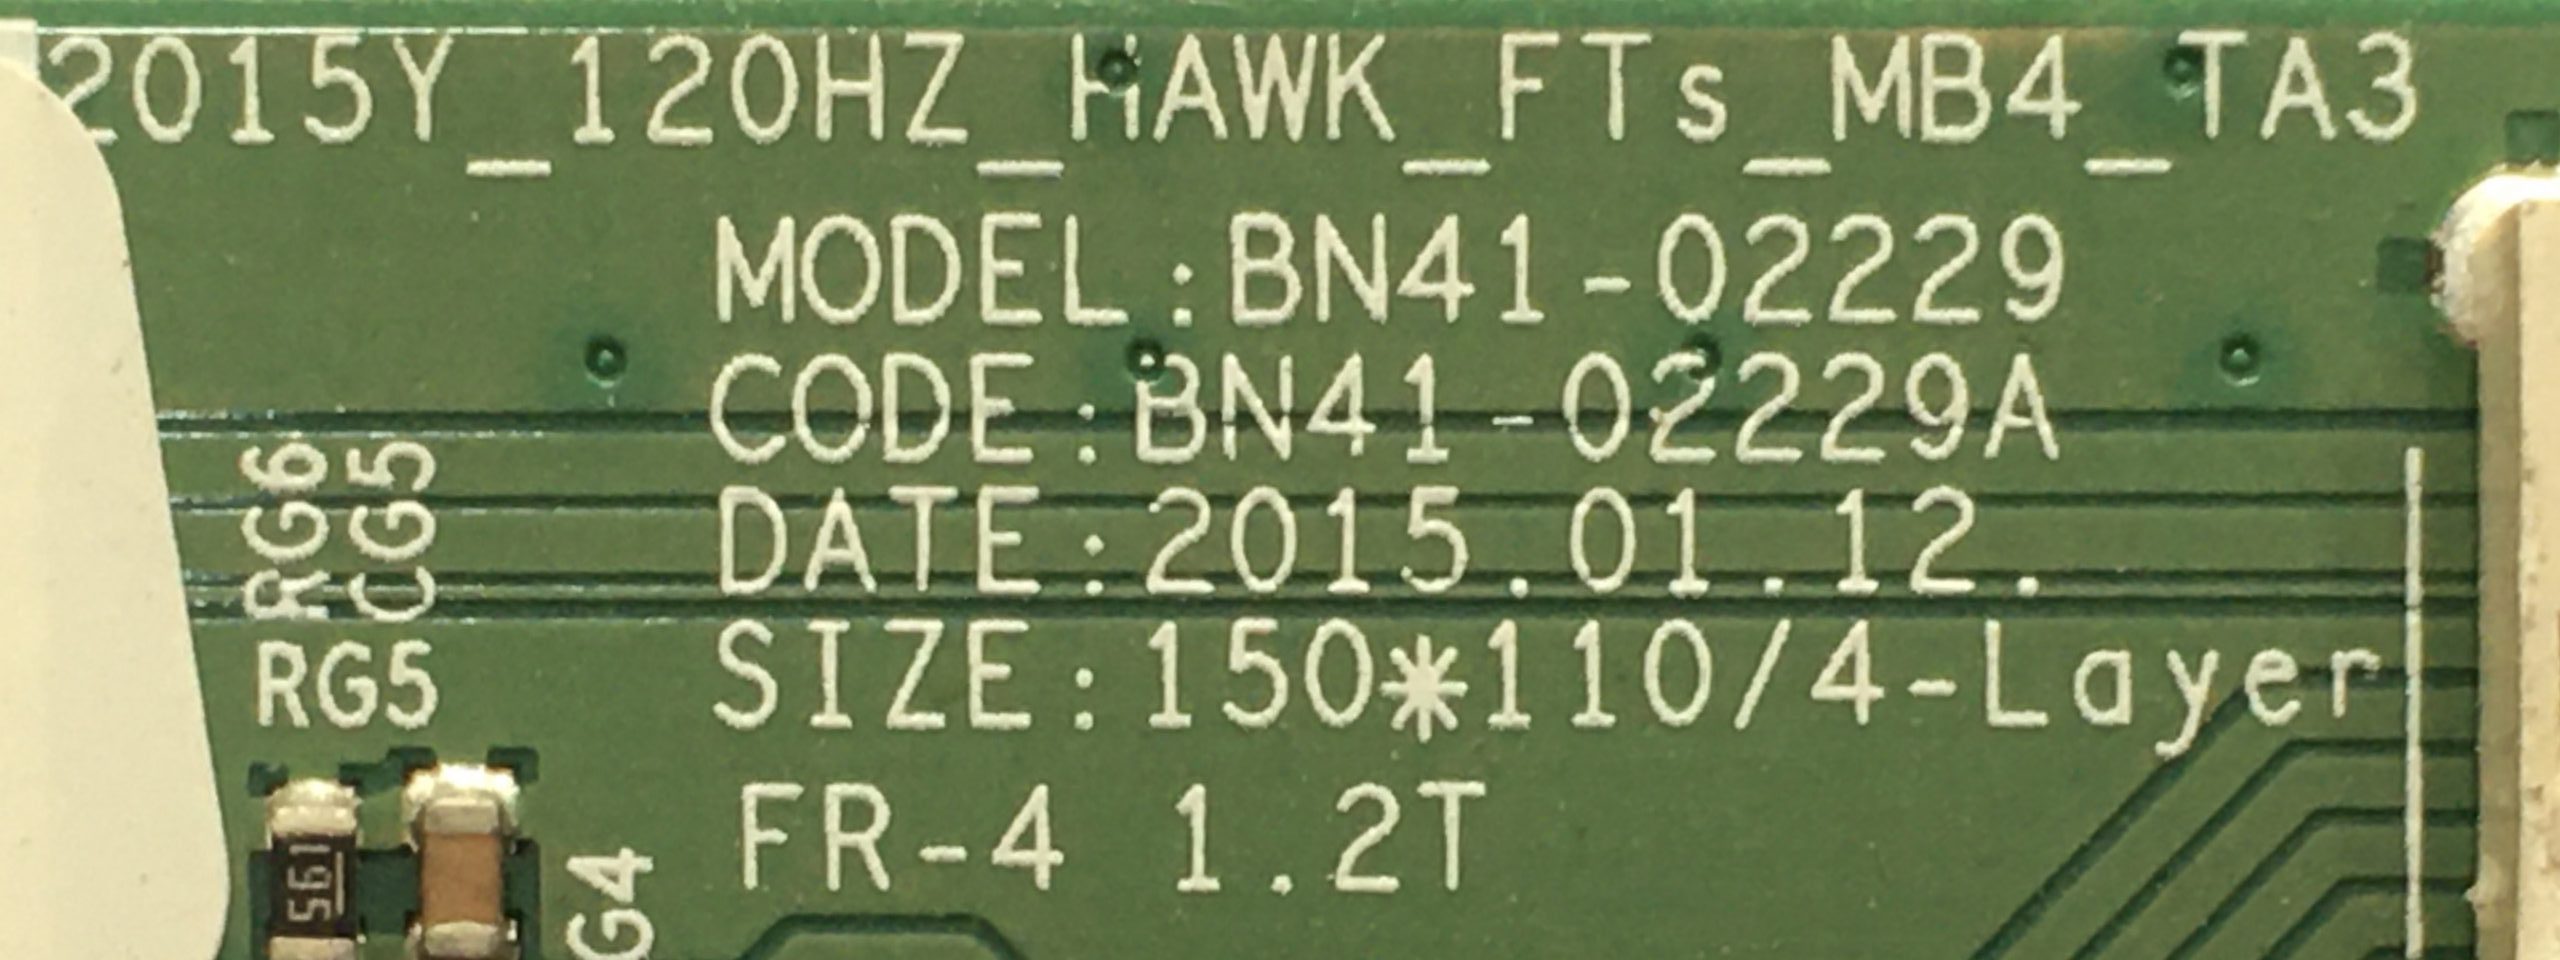 2015Y_120HZ_HAWK_FTs_MB4_TA3
MODEL:BN41-02229
CODE:BN41-02229A
DATE:2015.01.12.
SIZE:150*110/4-Layer
FR-4 1.2T
RG6
CG5
RG5
561
G4